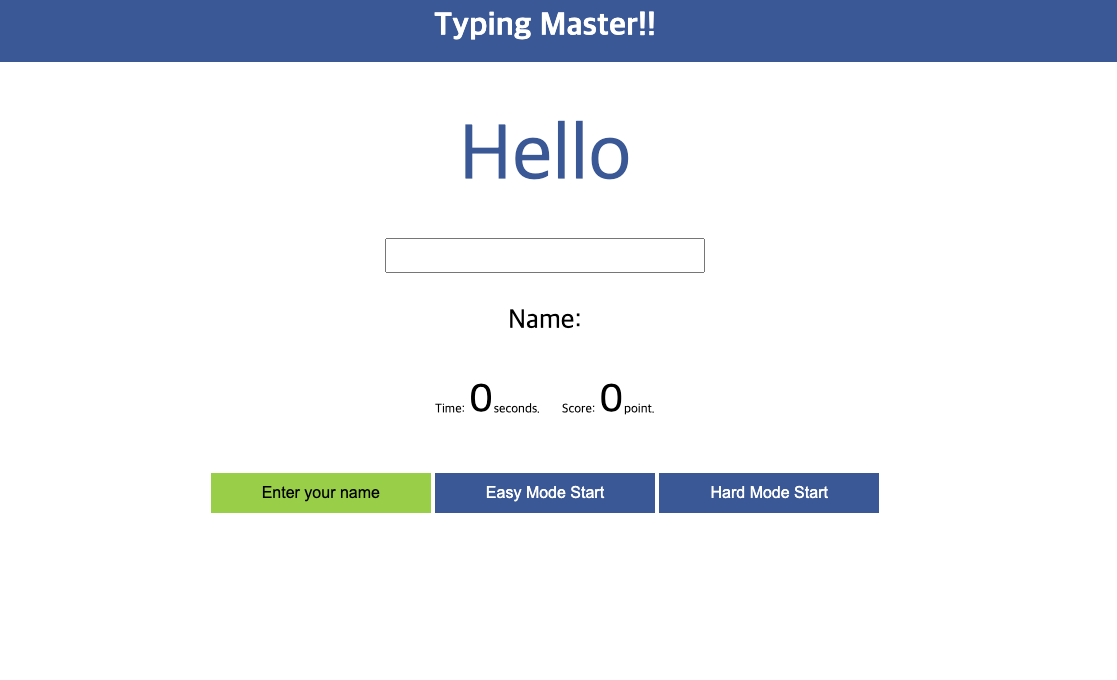 Typing Master!!
Hello
Name:
Time: 0 seconds. Score: 0 point.
Enter your name Easy Mode Start Hard Mode Start